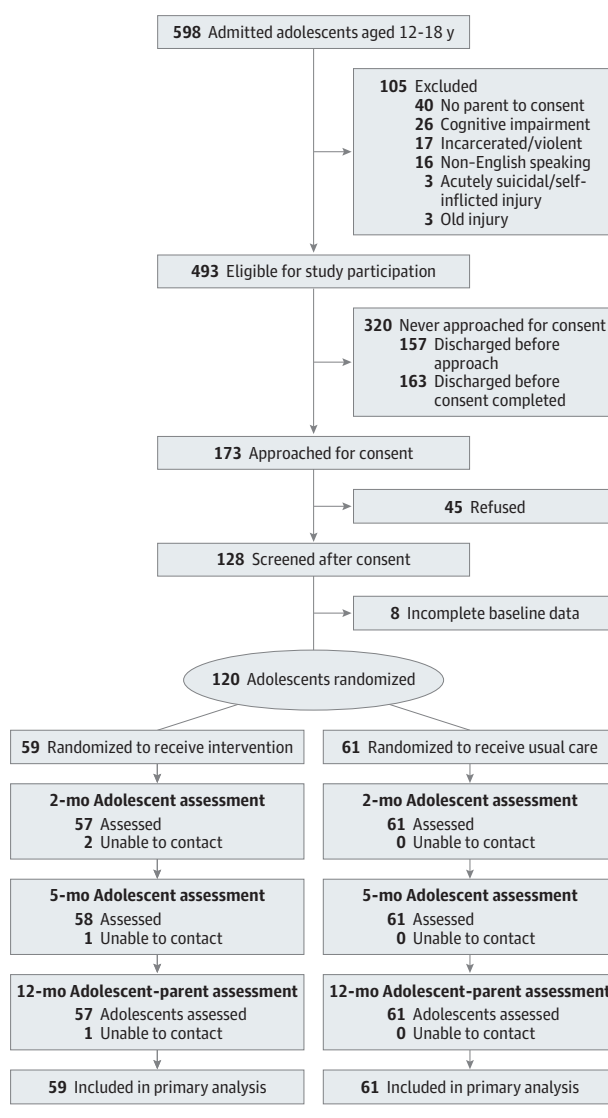 598 Admitted adolescents aged 12-18 y
105 Excluded
40 No parent to consent
26 Cognitive impairment
17 Incarcerated/violent
16 Non-English speaking
3 Acutely suicidal/self-
inflicted injury
3 Old injury
493 Eligible for study participation
320 Never approached for consent
157 Discharged before
approach
163 Discharged before
consent completed
173 Approached for consent
45 Refused
128 Screened after consent
8 Incomplete baseline data
120 Adolescents randomized
59 Randomized to receive intervention
61 Randomized to receive usual care
2-mo Adolescent assessment
57 Assessed
2 Unable to contact
2-mo Adolescent assessment
61 Assessed
0 Unable to contact
5-mo Adolescent assessment
58 Assessed
1 Unable to contact
5-mo Adolescent assessment
61 Assessed
0 Unable to contact
12-mo Adolescent-parent assessment
57 Adolescents assessed
1 Unable to contact
12-mo Adolescent-parent assessment
61 Adolescents assessed
0 Unable to contact
59 Included in primary analysis
61 Included in primary analysis